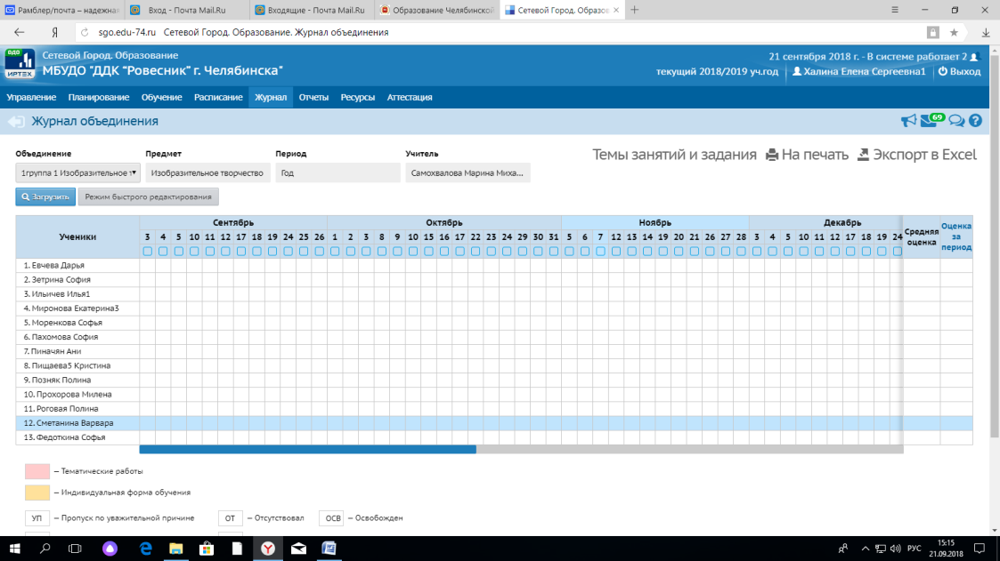 Рамблер/почта – надежная
Вход - Почта Mail.Ru
Входящие - Почта Mail.Ru
Образование Челябинской
Сетевой Город. Образов
sgo.edu-74.ru Сетевой Город. Образование. Журнал объединения
ОДО
ИРТЕХ
Сетевой Город. Образование
21 сентября 2018 г. - В системе работает 2
МБУДО "ДДК "Ровесник" г. Челябинска"
текущий 2018/2019 уч.год Халина Елена Сергеевна1 Выход
Управление Планирование Обучение Расписание Журнал Отчеты Ресурсы Аттестация
Журнал объединения
69
Объединение Предмет Период Учитель
Темы занятий и задания На печать Экспорт в Excel
1группа 1 Изобразительное т Изобразительное творчество Год Самохвалова Марина Миха...
Загрузить Режим быстрого редактирования
Ученики Сентябрь Октябрь Ноябрь Декабрь Средняя оценка Оценка за период
3 4 5 10 11 12 17 18 19 24 25 26 1 2 3 8 9 10 15 16 17 22 23 24 29 30 31 5 6 7 12 13 14 19 20 21 26 27 28 3 4 5 10 11 12 17 18 19 24
1. Евчева Дарья
2. Зетрина София
3. Ильичев Илья1
4. Миронова Екатерина3
5. Моренкова Софья
6. Пахомова София
7. Пиначян Ани
8. Пищаева5 Кристина
9. Позняк Полина
10. Прохорова Милена
11. Роговая Полина
12. Сметанина Варвара
13. Федоткина Софья
– Тематические работы
– Индивидуальная форма обучения
УП – Пропуск по уважительной причине ОТ – Отсутствовал ОСВ – Освобожден
РУС
15:15
21.09.2018